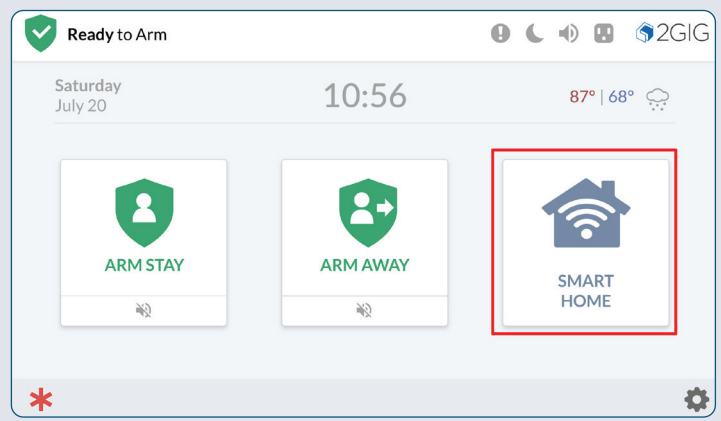 Ready to Arm
2GIG
Saturday
July 20
10:56
87° | 68°
ARM STAY
ARM AWAY
SMART
HOME